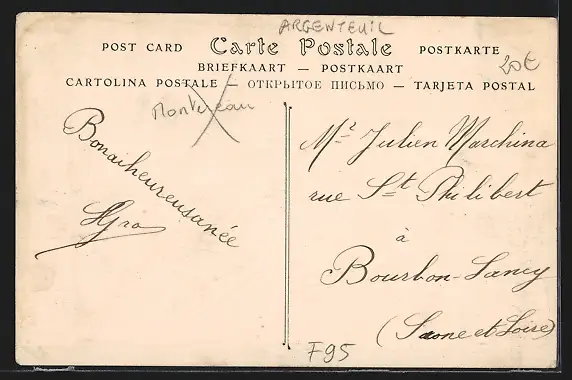 ARGENTEUIL
POST CARD Carte Postale POSTKARTE
20€
BRIEFKAART — POSTKAART
CARTOLINA POSTALE — ОТКРЫТОЕ ПИСЬМО — TARJETA POSTAL
Montereau
Bonaiheureusanée
Mr Julien Marchina
rue St Philibert
à
Bourbon-Lancy
(Saone et Loire)
F95